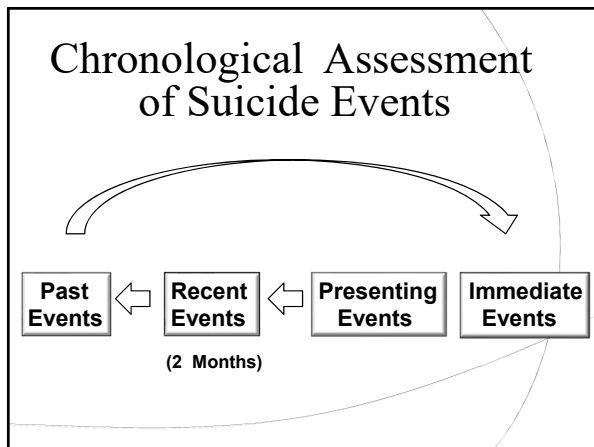 Chronological Assessment
of Suicide Events
Past
Events
Recent
Events
(2 Months)
Presenting
Events
Immediate
Events